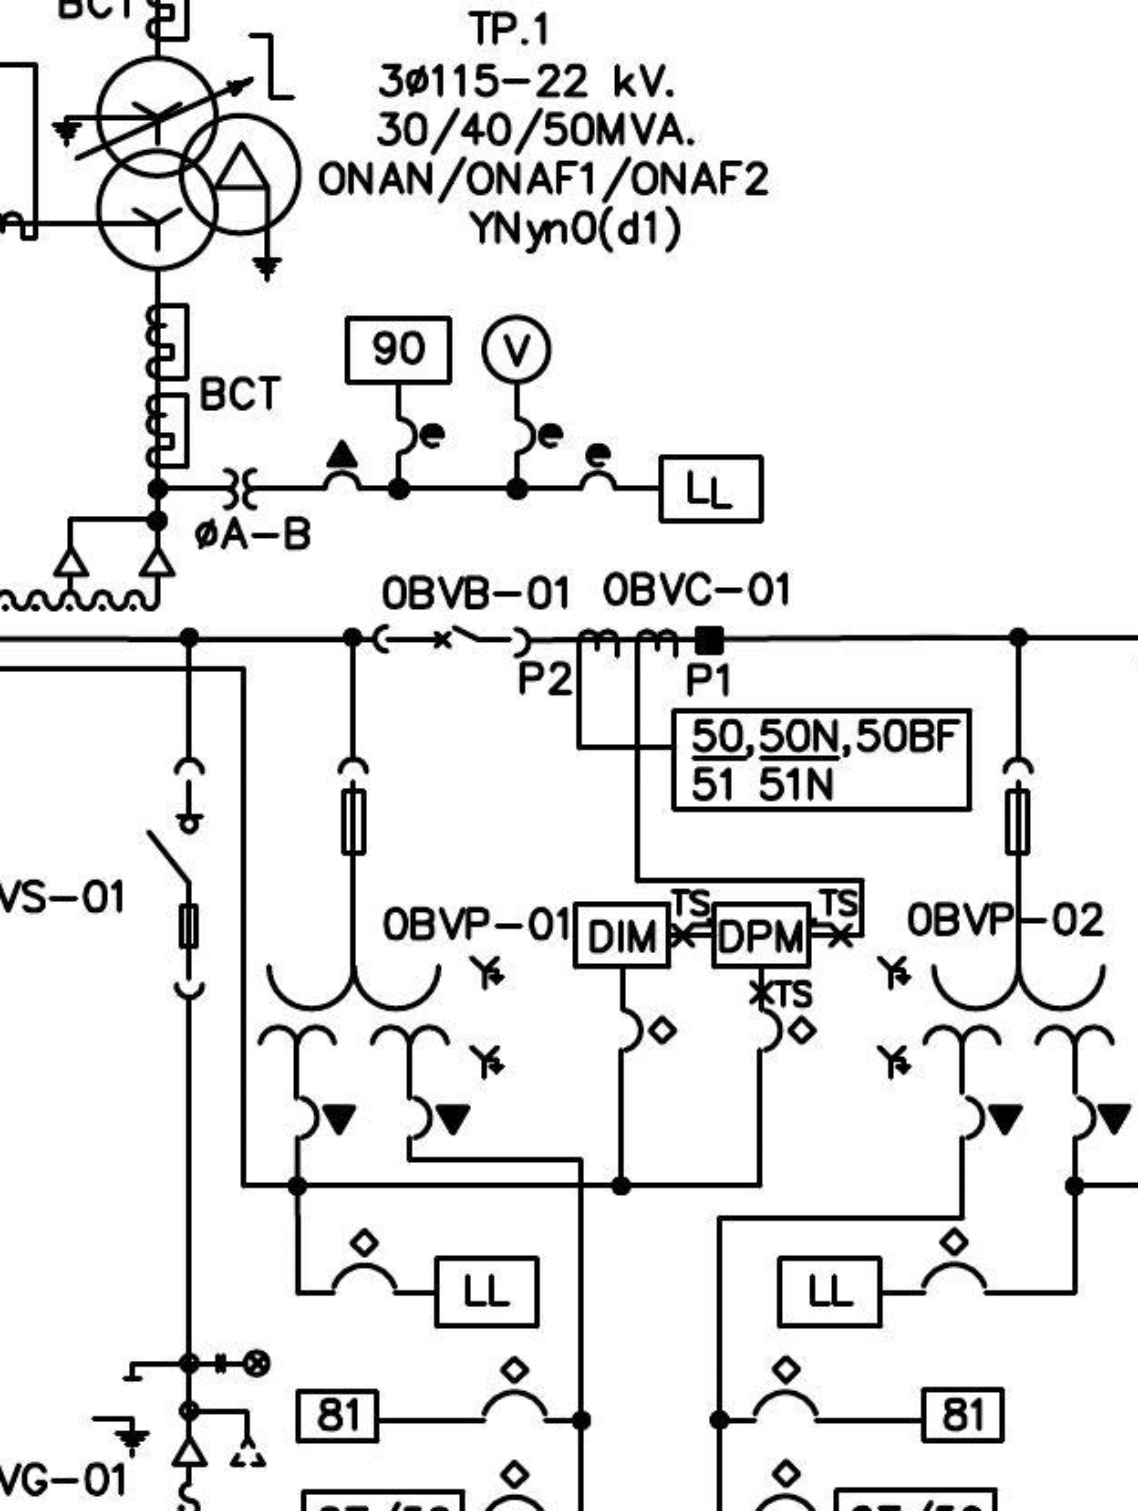 BCT
TP.1
3ø115-22 kV.
30/40/50MVA.
ONAN/ONAF1/ONAF2
YNyn0(d1)
90
V
BCT
LL
øA-B
0BVB-01
0BVC-01
P2
P1
50,50N,50BF
51 51N
VS-01
0BVP-01
DIM
TS
DPM
TS
0BVP-02
TS
LL
LL
81
81
VG-01